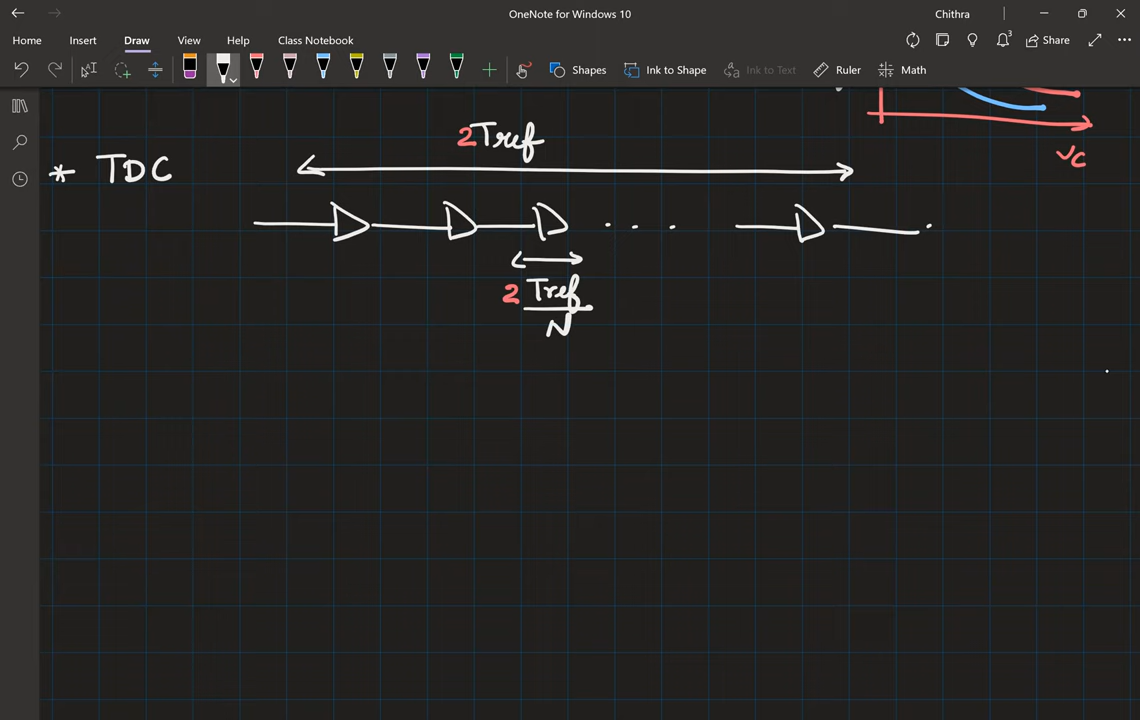 OneNote for Windows 10
Chithra
Home Insert Draw View Help Class Notebook
Share
Shapes Ink to Shape Ink to Text Ruler Math
2Tref
* TDC
VC
2 Tref
N